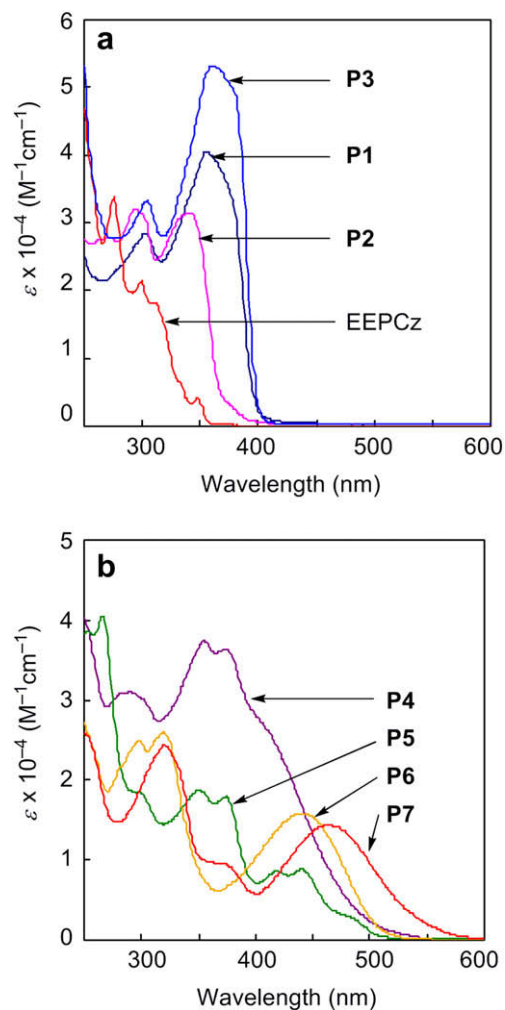 a
6
5
4
3
2
1
0
ε x 10⁻⁴ (M⁻¹cm⁻¹)
P3
P1
P2
EEPCz
300 400 500 600
Wavelength (nm)
b
5
4
3
2
1
0
ε x 10⁻⁴ (M⁻¹cm⁻¹)
P4
P5
P6
P7
300 400 500 600
Wavelength (nm)